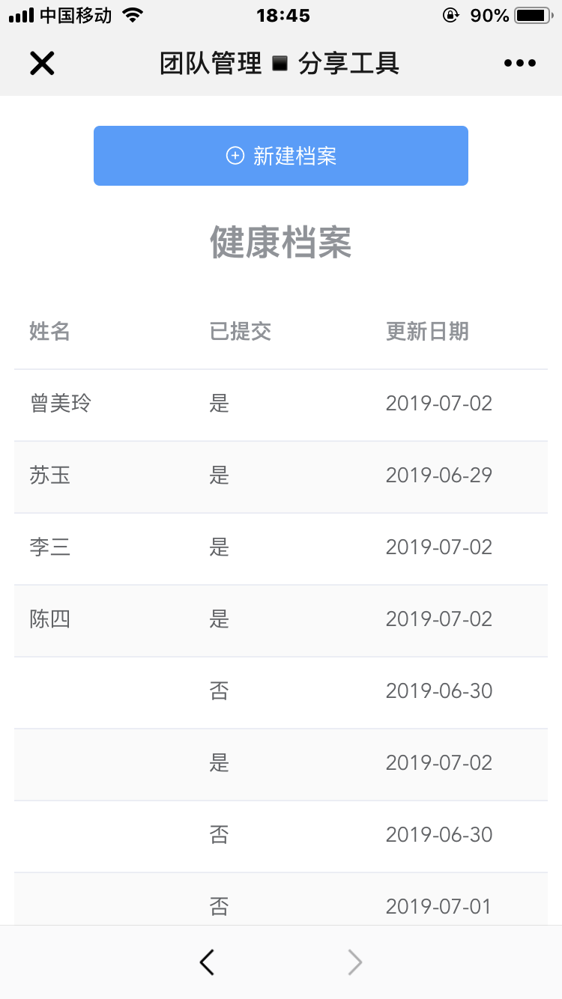 中国移动 18:45 90%
团队管理 ▪ 分享工具
新建档案
健康档案
姓名 已提交 更新日期
曾美玲 是 2019-07-02
苏玉 是 2019-06-29
李三 是 2019-07-02
陈四 是 2019-07-02
否 2019-06-30
是 2019-07-02
否 2019-06-30
否 2019-07-01